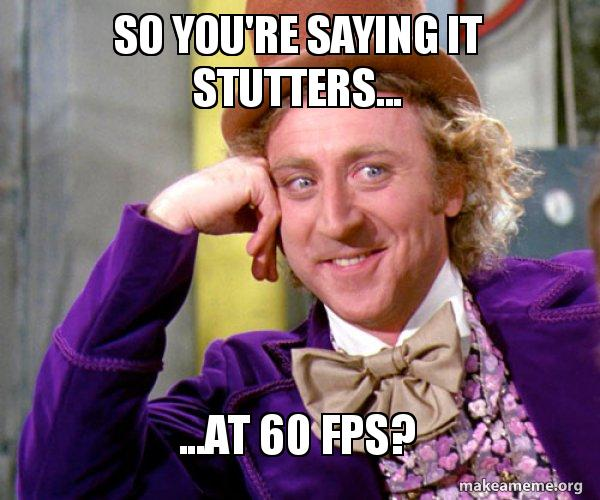 SO YOU'RE SAYING IT
STUTTERS...
...AT 60 FPS?
makeameme.org